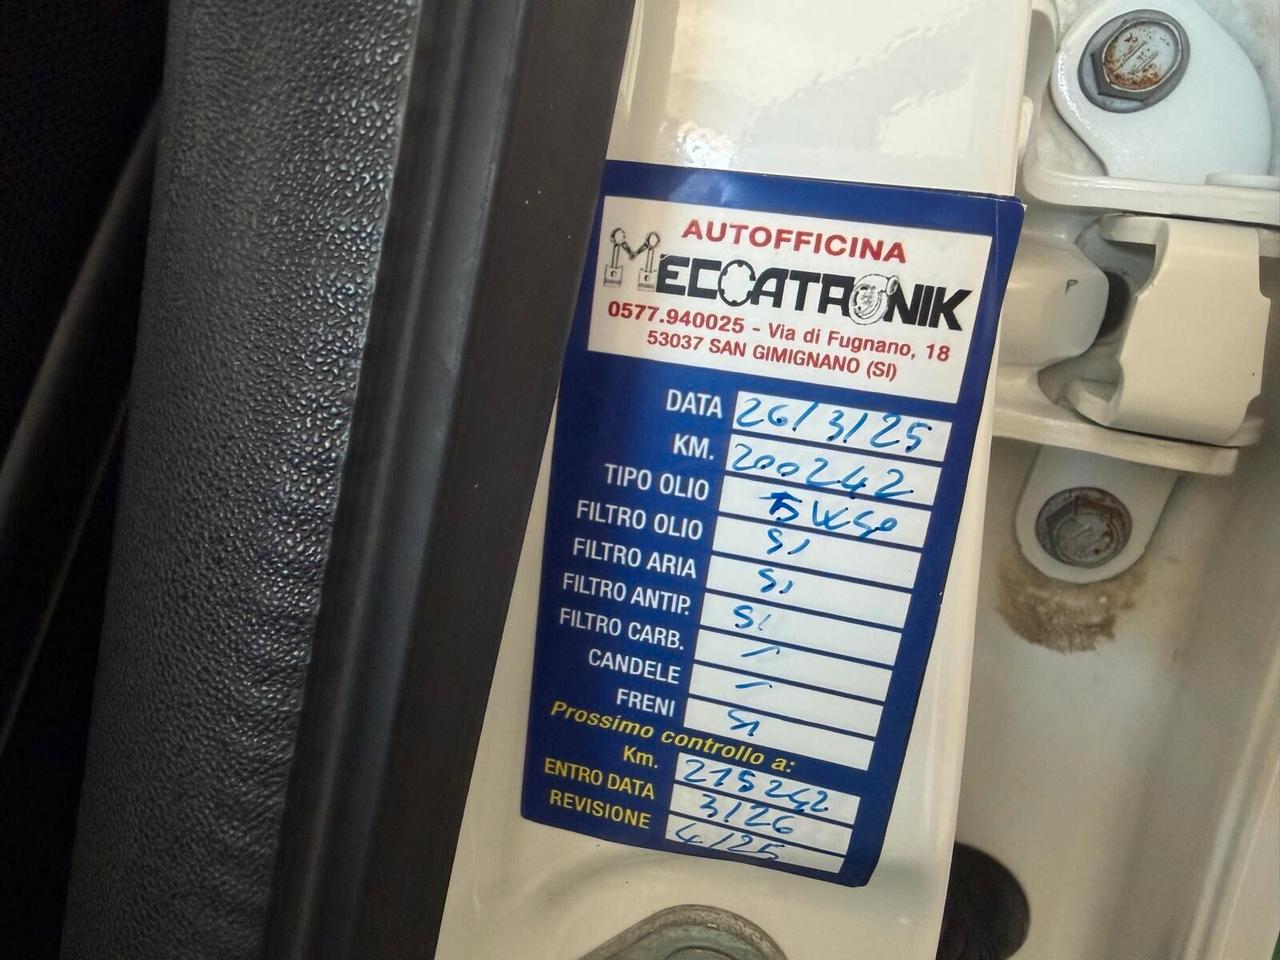 AUTOFFICINA
MECCATRONIK
0577.940025 - Via di Fugnano, 18
53037 SAN GIMIGNANO (SI)
DATA 26/3/25
KM. 200242
TIPO OLIO 5W50
FILTRO OLIO SI
FILTRO ARIA SI
FILTRO ANTIP. SI
FILTRO CARB. -
CANDELE -
FRENI SI
Prossimo controllo a:
Km. 215242
ENTRO DATA 3/26
REVISIONE 4/25